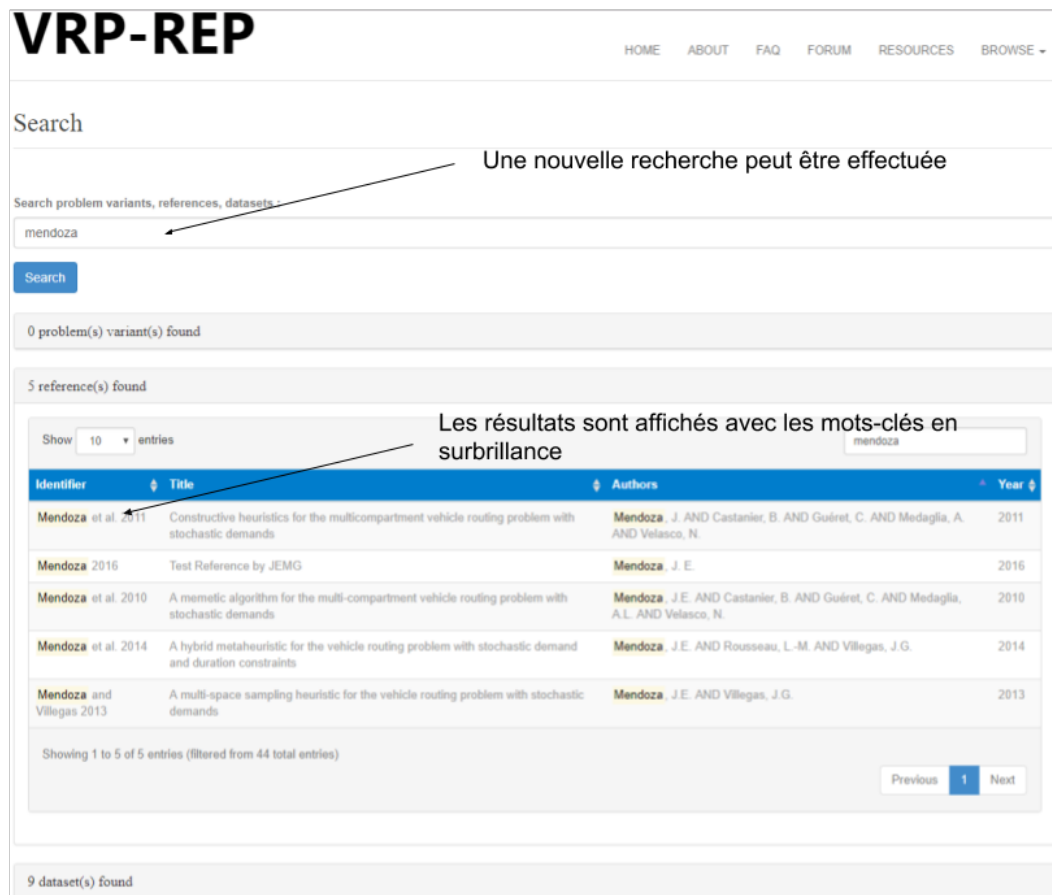 VRP-REP
HOME ABOUT FAQ FORUM RESOURCES BROWSE
Search
Une nouvelle recherche peut être effectuée
Search problem variants, references, datasets :
mendoza
Search
0 problem(s) variant(s) found
5 reference(s) found
Les résultats sont affichés avec les mots-clés en
surbrillance
Show 10 entries
mendoza
Identifier Title Authors Year
Mendoza et al. 2011 Constructive heuristics for the multicompartment vehicle routing problem with Mendoza, J. AND Castanier, B. AND Guéret, C. AND Medaglia, A. 2011
stochastic demands AND Velasco, N.
Mendoza 2016 Test Reference by JEMG Mendoza, J. E. 2016
Mendoza et al. 2010 A memetic algorithm for the multi-compartment vehicle routing problem with Mendoza, J.E. AND Castanier, B. AND Guéret, C. AND Medaglia, 2010
stochastic demands A.L. AND Velasco, N.
Mendoza et al. 2014 A hybrid metaheuristic for the vehicle routing problem with stochastic demand Mendoza, J.E. AND Rousseau, L.-M. AND Villegas, J.G. 2014
and duration constraints
Mendoza and A multi-space sampling heuristic for the vehicle routing problem with stochastic Mendoza, J.E. AND Villegas, J.G. 2013
Villegas 2013 demands
Showing 1 to 5 of 5 entries (filtered from 44 total entries)
Previous 1 Next
9 dataset(s) found